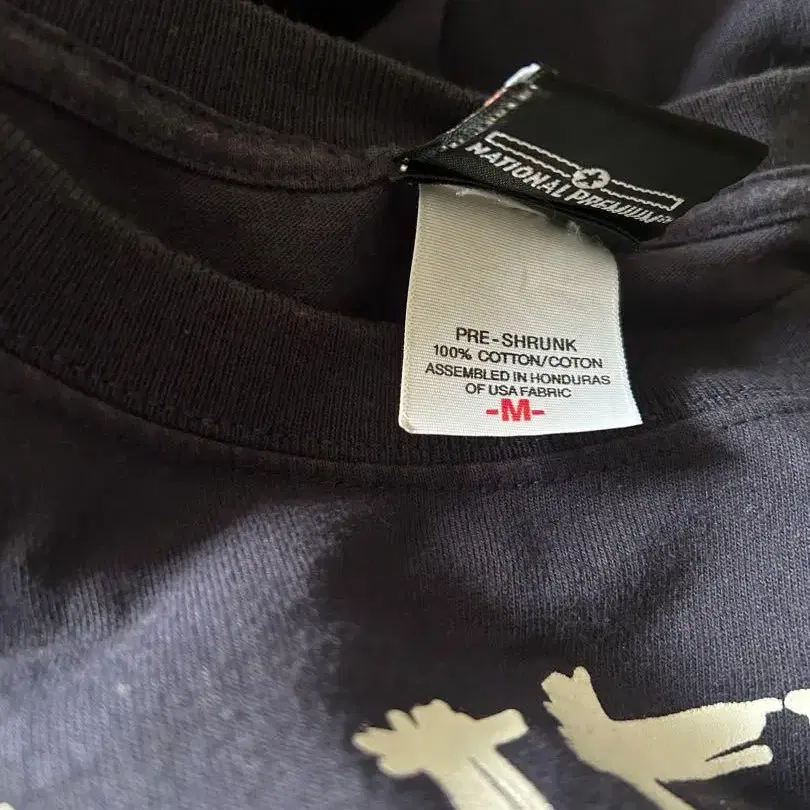 NATIONAL PREMIUM
PRE-SHRUNK
100% COTTON/COTON
ASSEMBLED IN HONDURAS
OF USA FABRIC
-M-